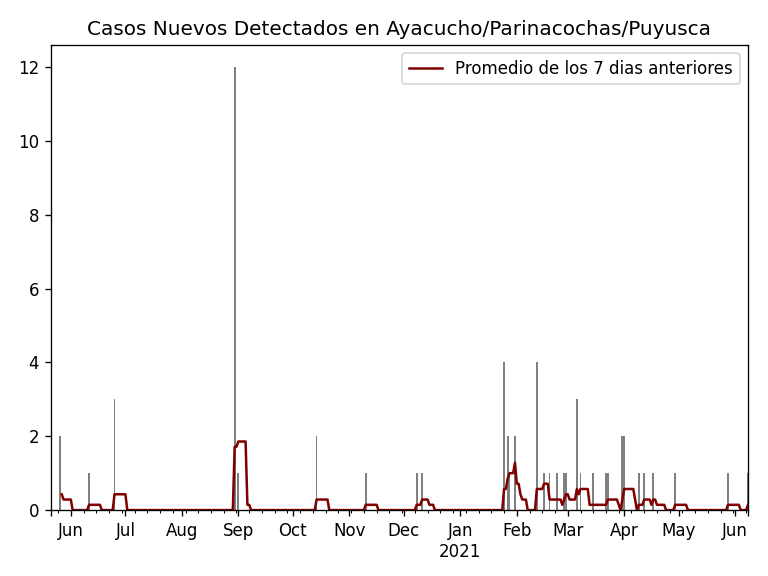 Casos Nuevos Detectados en Ayacucho/Parinacochas/Puyusca
Promedio de los 7 dias anteriores
12
10
8
6
4
2
0
Jun Jul Aug Sep Oct Nov Dec Jan Feb Mar Apr May Jun
2021